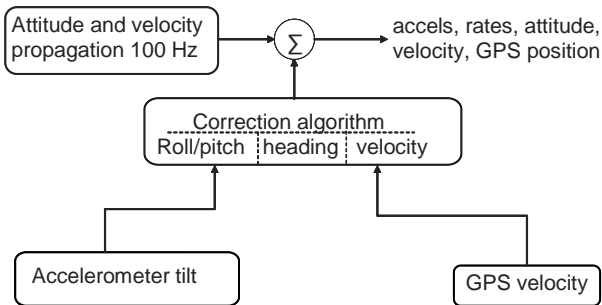 Attitude and velocity
propagation 100 Hz
∑
accels, rates, attitude,
velocity, GPS position
Correction algorithm
Roll/pitch heading velocity
Accelerometer tilt
GPS velocity